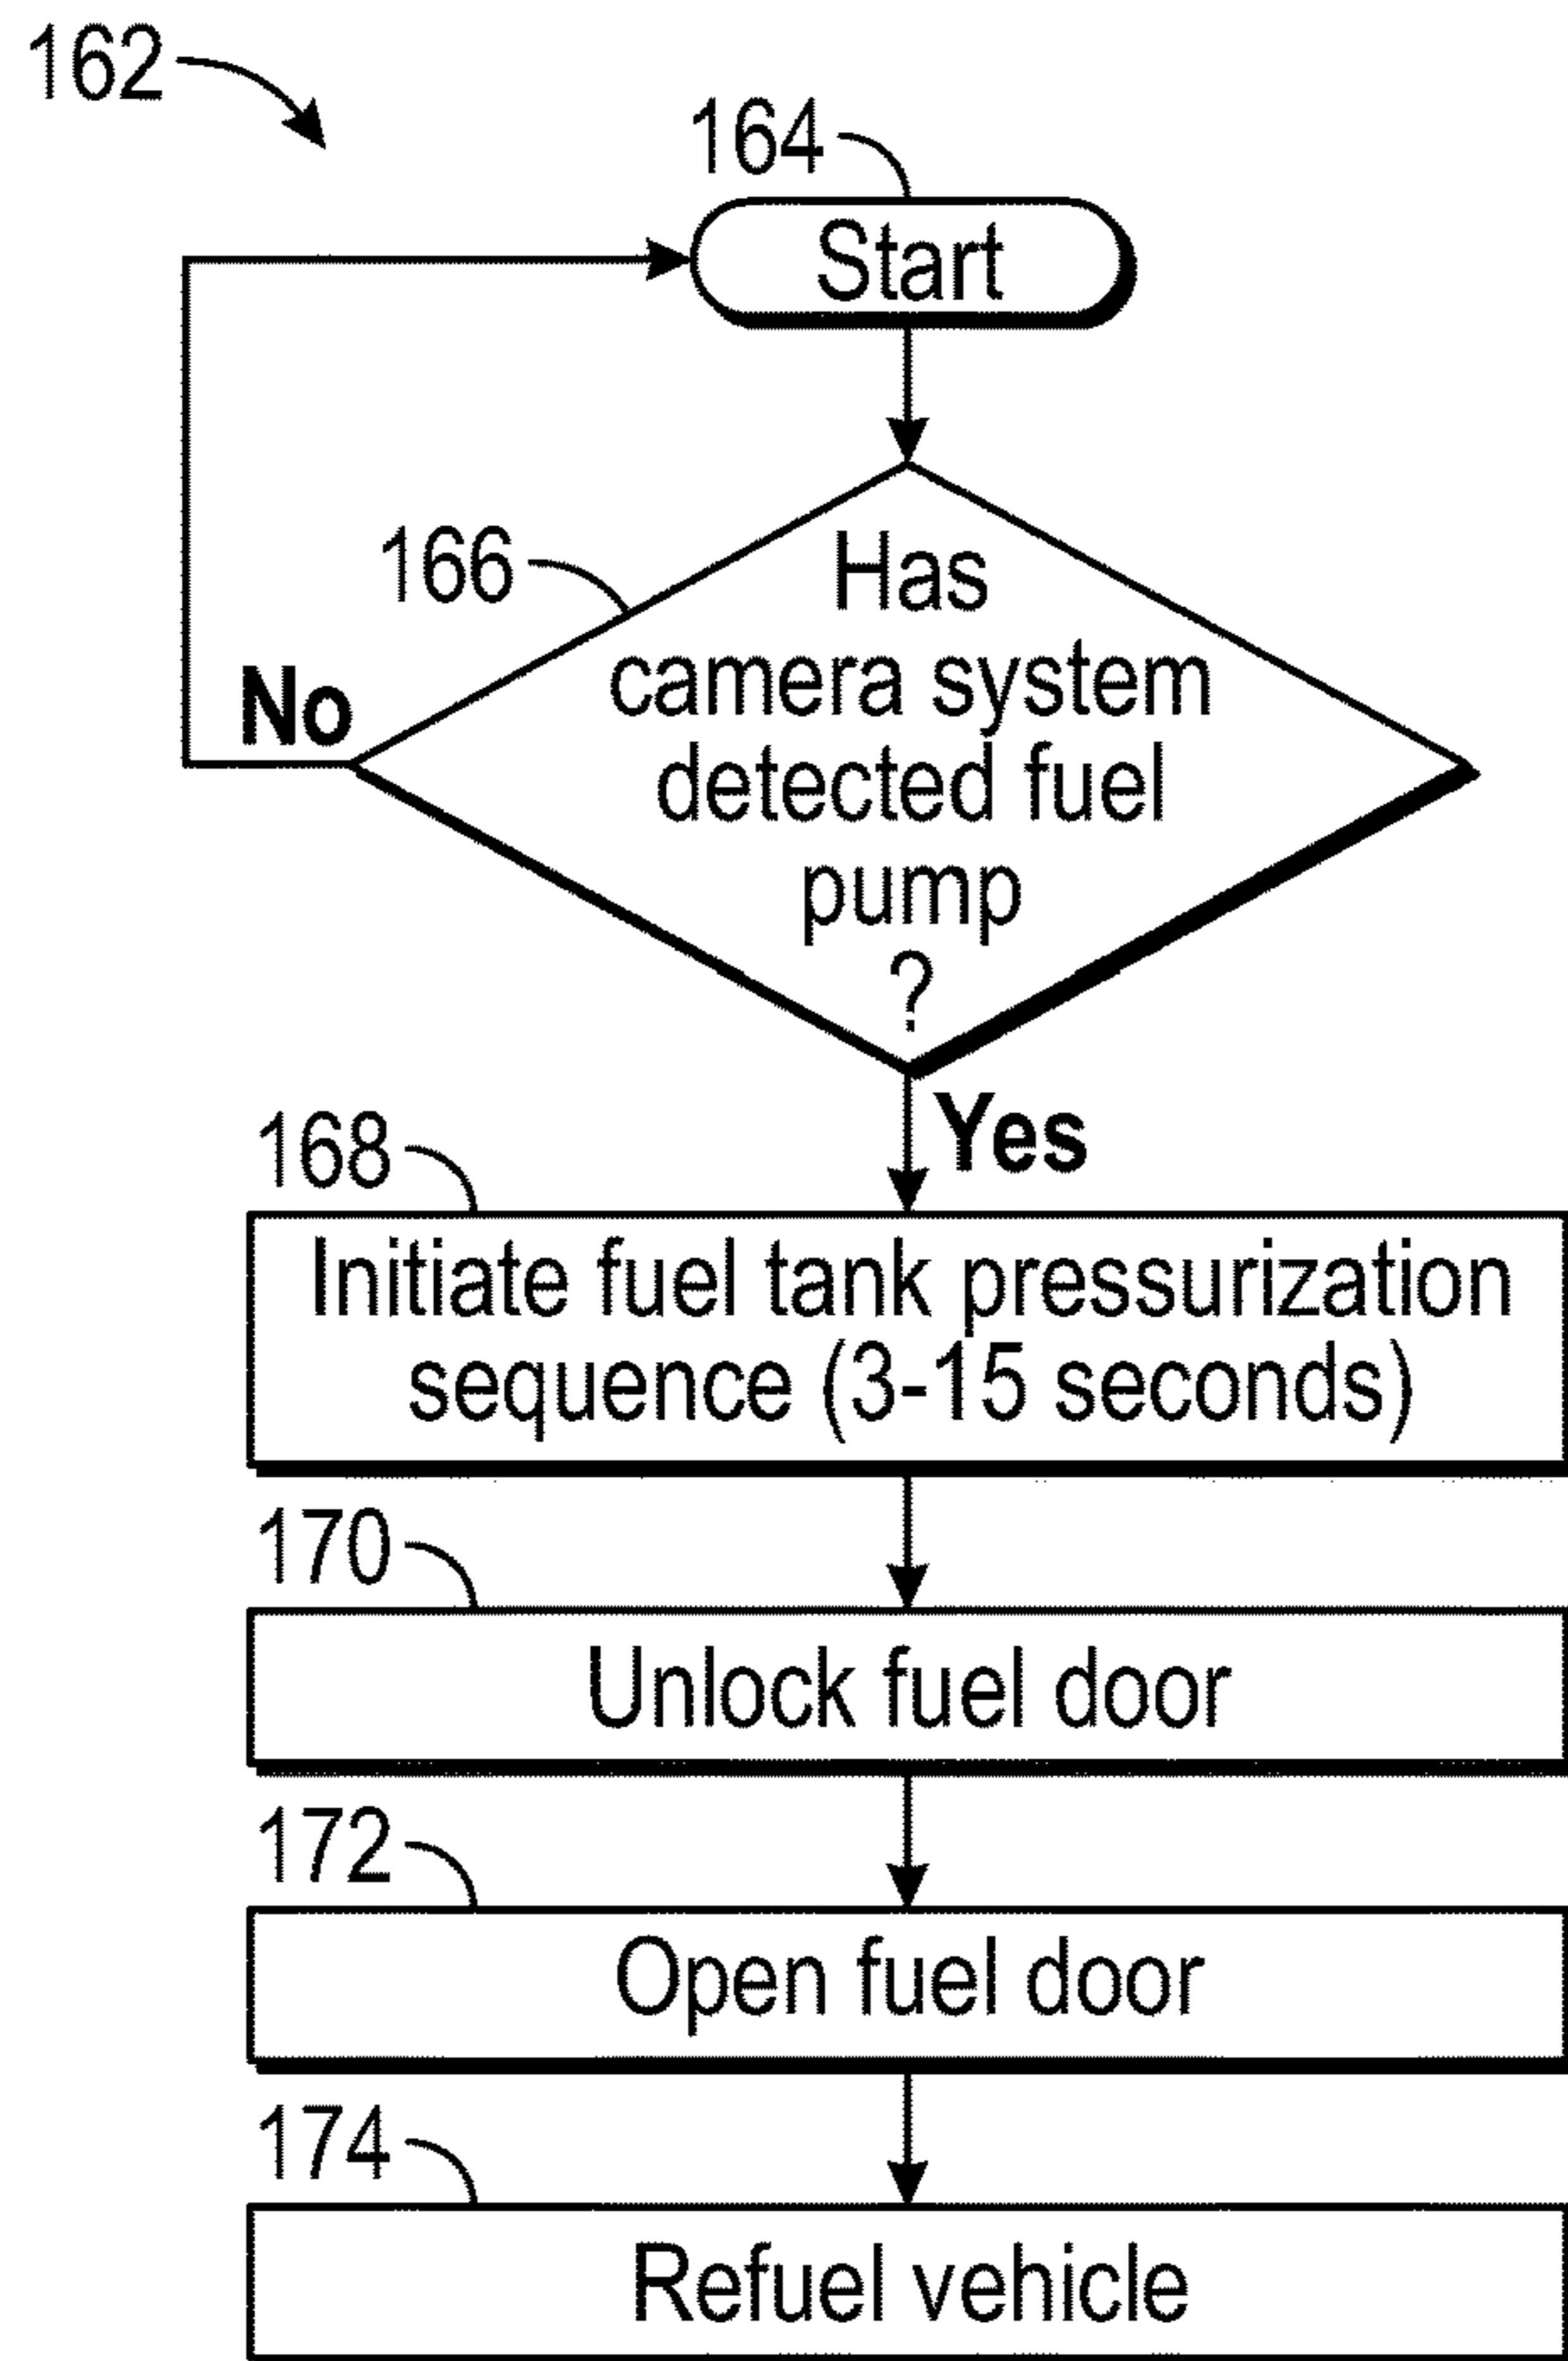 162
164
Start
166
Has
camera system
detected fuel
pump
?
No
Yes
168
Initiate fuel tank pressurization
sequence (3-15 seconds)
170
Unlock fuel door
172
Open fuel door
174
Refuel vehicle